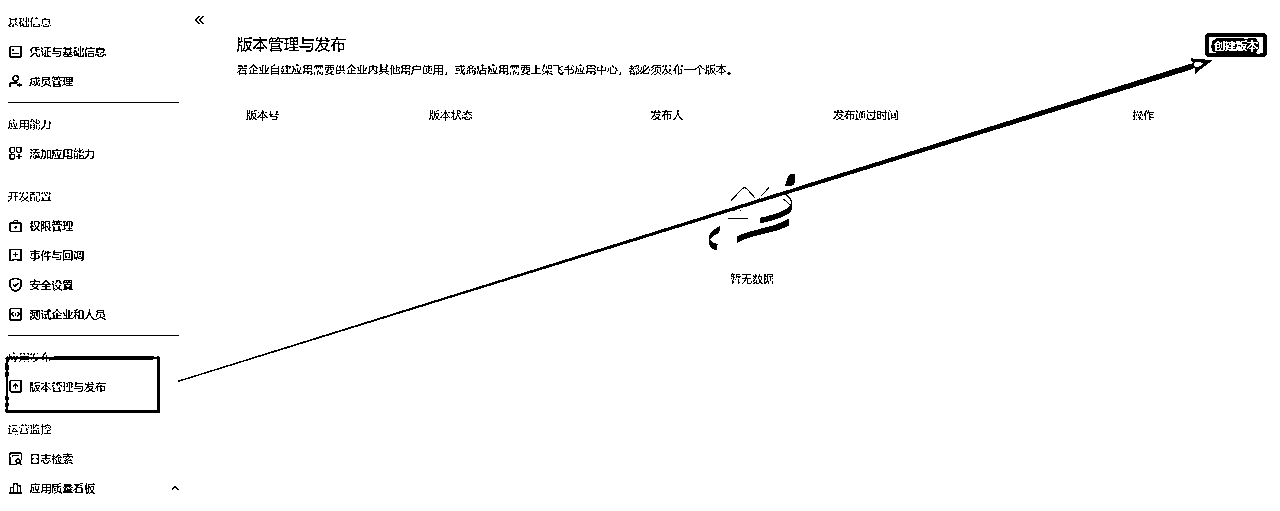 基础信息
凭证与基础信息
成员管理
应用能力
添加应用能力
开发配置
权限管理
事件与回调
安全设置
测试企业和人员
应用发布
版本管理与发布
运营监控
日志检索
应用质量看板
版本管理与发布
创建版本
若企业自建应用需要供企业内其他用户使用，或商店应用需要上架飞书应用中心，都必须发布一个版本。
版本号 版本状态 发布人 发布通过时间 操作
暂无数据